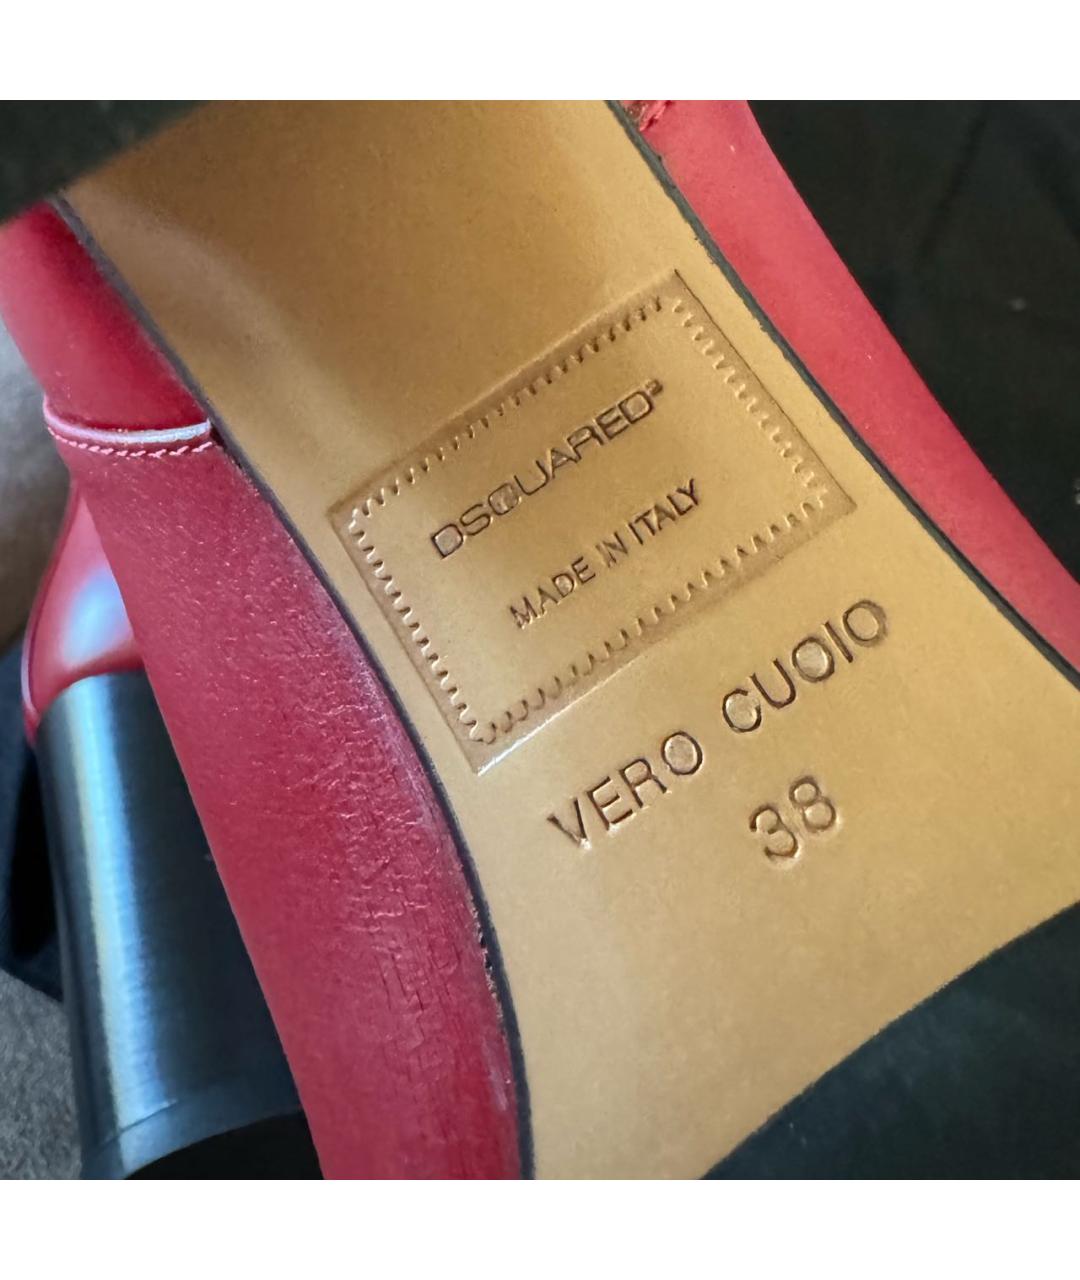 DSQUARED²
MADE IN ITALY
VERO CUOIO
38